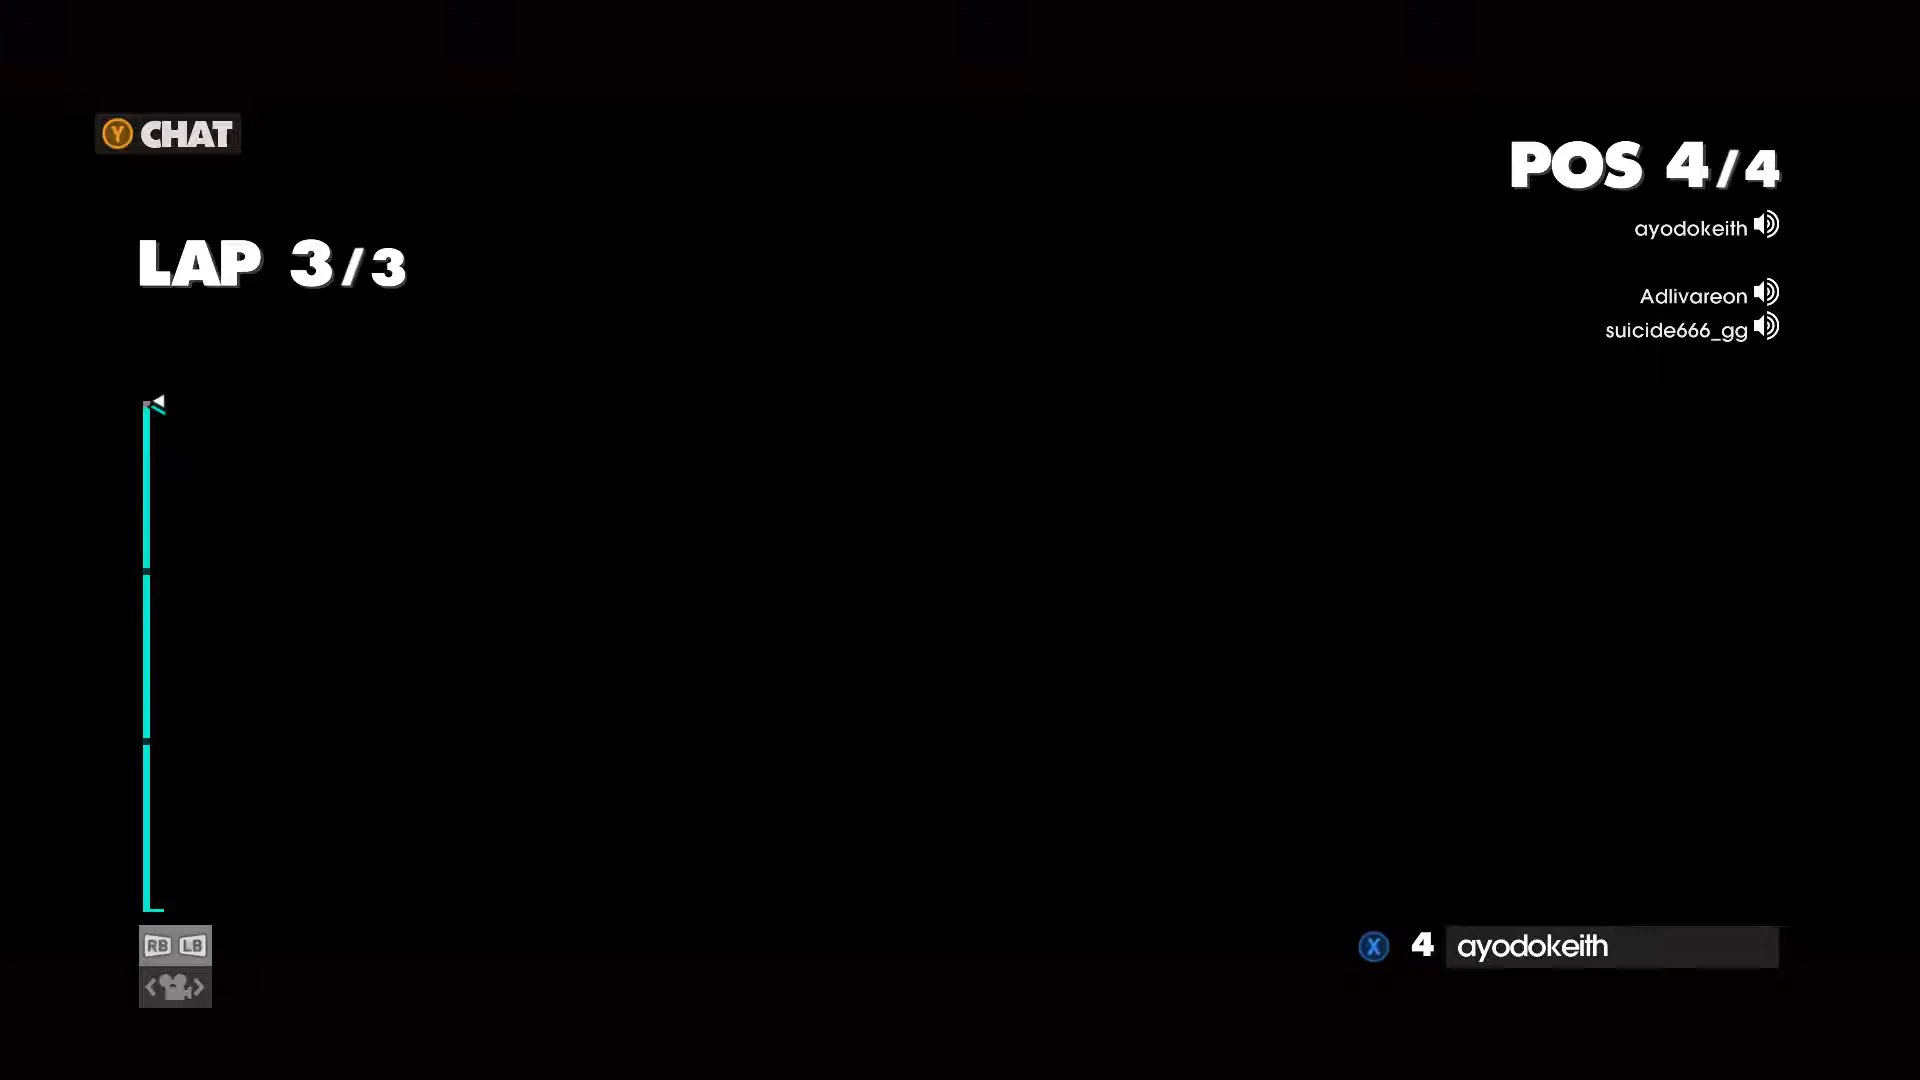 Y CHAT
POS 4/4
ayodokeith
LAP 3/3
Adlivareon
suicide666_gg
RB LB
X 4 ayodokeith